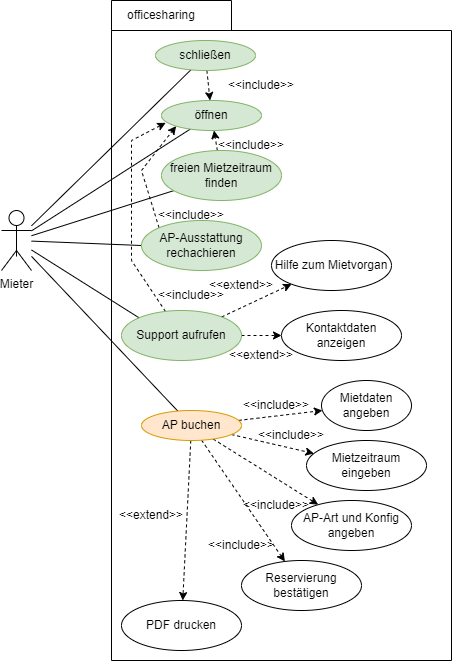 officesharing
schließen
<<include>>
öffnen
<<include>>
freien Mietzeitraum
finden
<<include>>
AP-Ausstattung
rechachieren
Mieter
Hilfe zum Mietvorgan
<<extend>>
<<include>>
Support aufrufen
Kontaktdaten
anzeigen
<<extend>>
Mietdaten
angeben
<<include>>
AP buchen
<<include>>
Mietzeitraum
eingeben
<<include>>
AP-Art und Konfig
angeben
<<extend>>
<<include>>
Reservierung
bestätigen
PDF drucken